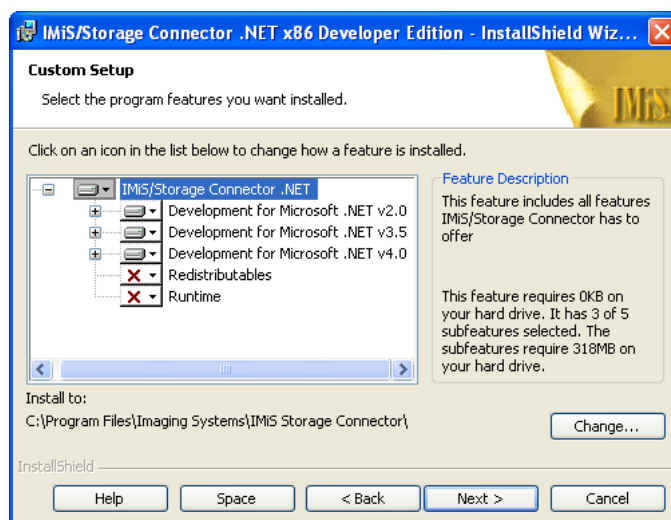 IMiS/Storage Connector .NET x86 Developer Edition - InstallShield Wiz...
Custom Setup
Select the program features you want installed.
IMiS
Click on an icon in the list below to change how a feature is installed.
IMiS/Storage Connector .NET
Development for Microsoft .NET v2.0
Development for Microsoft .NET v3.5
Development for Microsoft .NET v4.0
Redistributables
Runtime
Feature Description
This feature includes all features
IMiS/Storage Connector has to
offer
This feature requires 0KB on
your hard drive. It has 3 of 5
subfeatures selected. The
subfeatures require 318MB on
your hard drive.
Install to:
C:\Program Files\Imaging Systems\IMiS Storage Connector\
Change...
InstallShield
Help
Space
< Back
Next >
Cancel